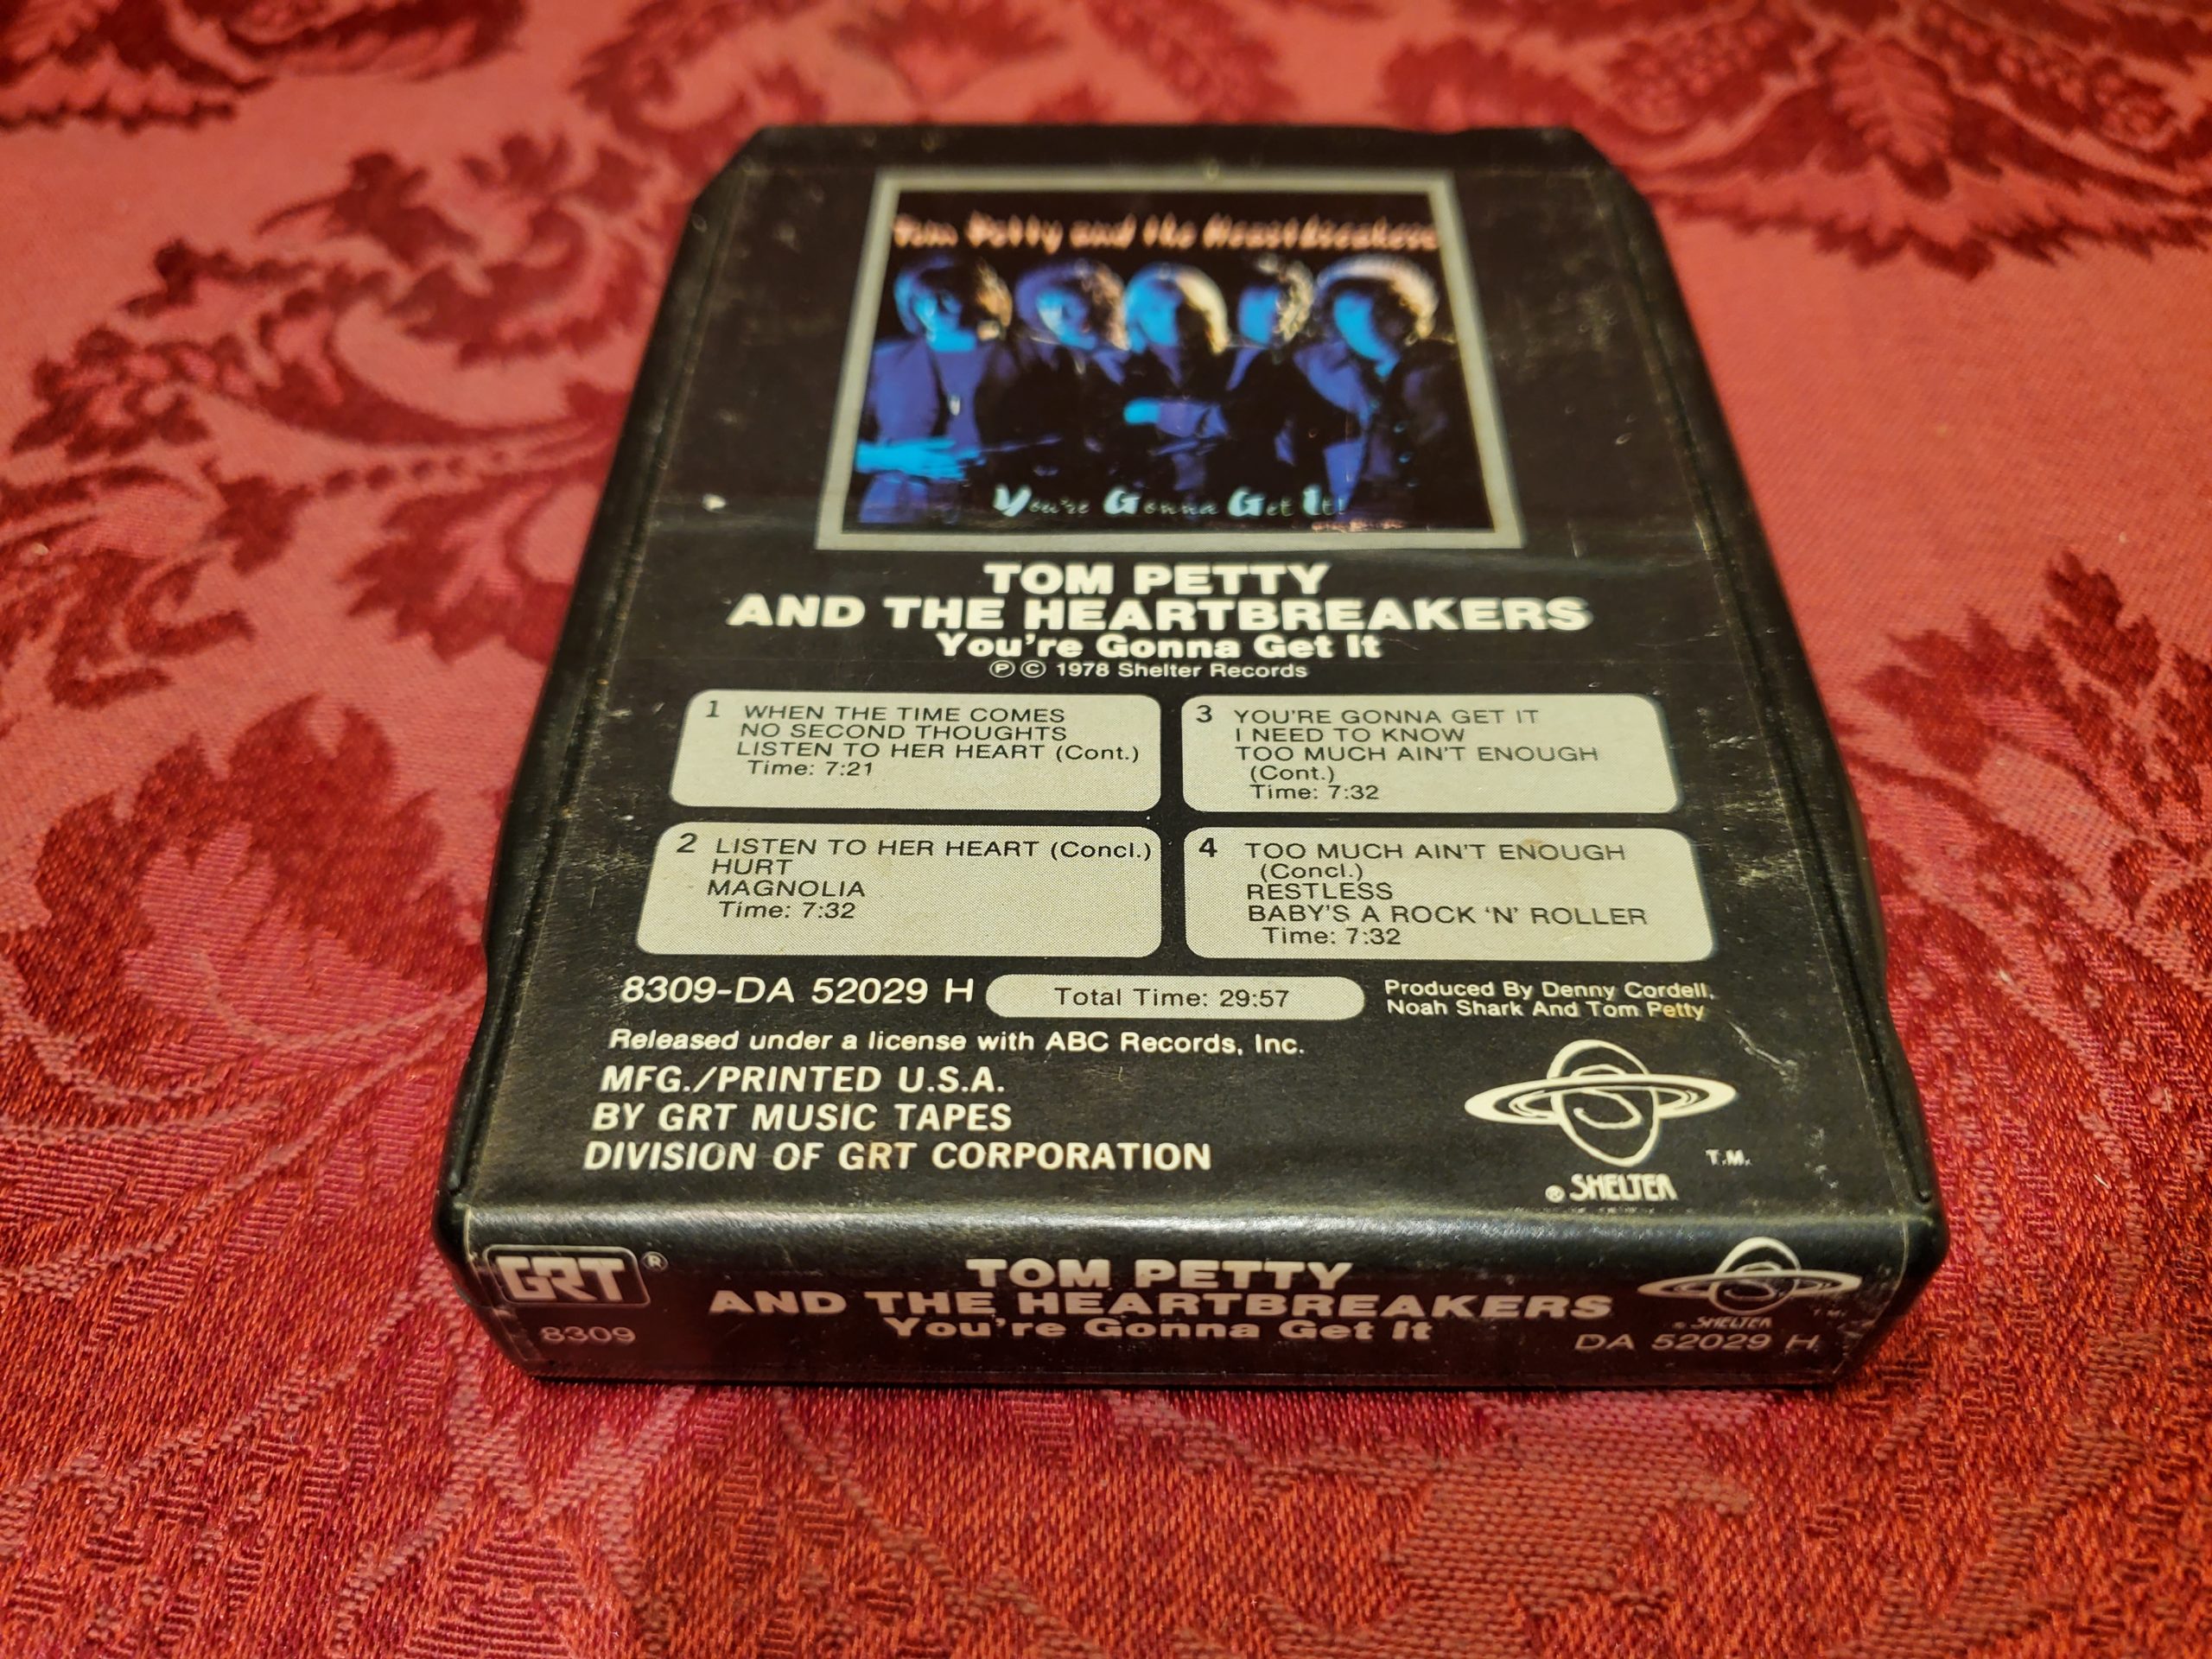 Tom Petty and the Heartbreakers
You're Gonna Get It!
TOM PETTY
AND THE HEARTBREAKERS
You're Gonna Get It
Ⓟ © 1978 Shelter Records
1 WHEN THE TIME COMES
NO SECOND THOUGHTS
LISTEN TO HER HEART (Cont.)
Time: 7:21
2 LISTEN TO HER HEART (Concl.)
HURT
MAGNOLIA
Time: 7:32
3 YOU'RE GONNA GET IT
I NEED TO KNOW
TOO MUCH AIN'T ENOUGH
(Cont.)
Time: 7:32
4 TOO MUCH AIN'T ENOUGH
(Concl.)
RESTLESS
BABY'S A ROCK 'N' ROLLER
Time: 7:32
8309-DA 52029 H
Total Time: 29:57
Produced By Denny Cordell,
Noah Shark And Tom Petty
Released under a license with ABC Records, Inc.
MFG./PRINTED U.S.A.
BY GRT MUSIC TAPES
DIVISION OF GRT CORPORATION
T.M.
® SHELTER
GRT ®
8309
TOM PETTY
AND THE HEARTBREAKERS
You're Gonna Get It
SHELTER
DA 52029 H